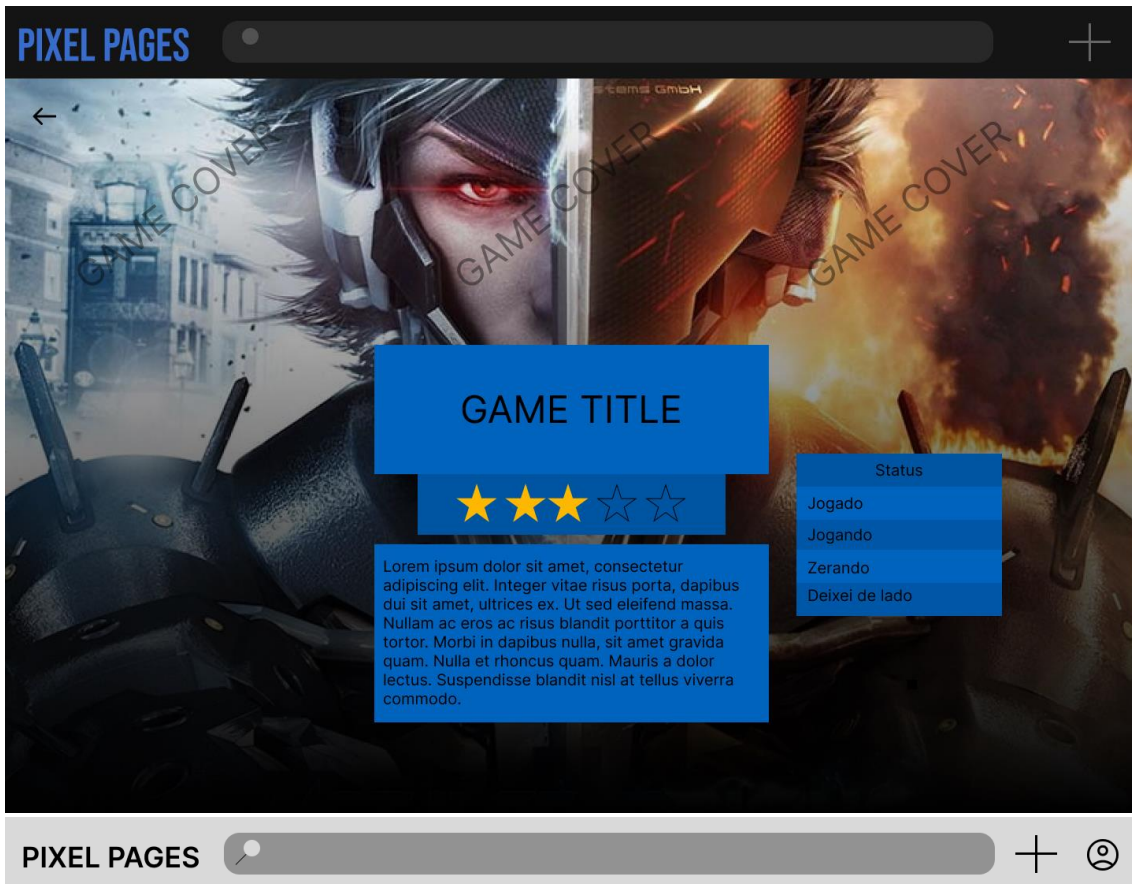 PIXEL PAGES
stems GmbH
GAME COVER
GAME COVER
GAME COVER
GAME TITLE
Status
Jogado
Jogando
Zerando
Deixei de lado
Lorem ipsum dolor sit amet, consectetur
adipiscing elit. Integer vitae risus porta, dapibus
dui sit amet, ultrices ex. Ut sed eleifend massa.
Nullam ac eros ac risus blandit porttitor a quis
tortor. Morbi in dapibus nulla, sit amet gravida
quam. Nulla et rhoncus quam. Mauris a dolor
lectus. Suspendisse blandit nisl at tellus viverra
commodo.
PIXEL PAGES